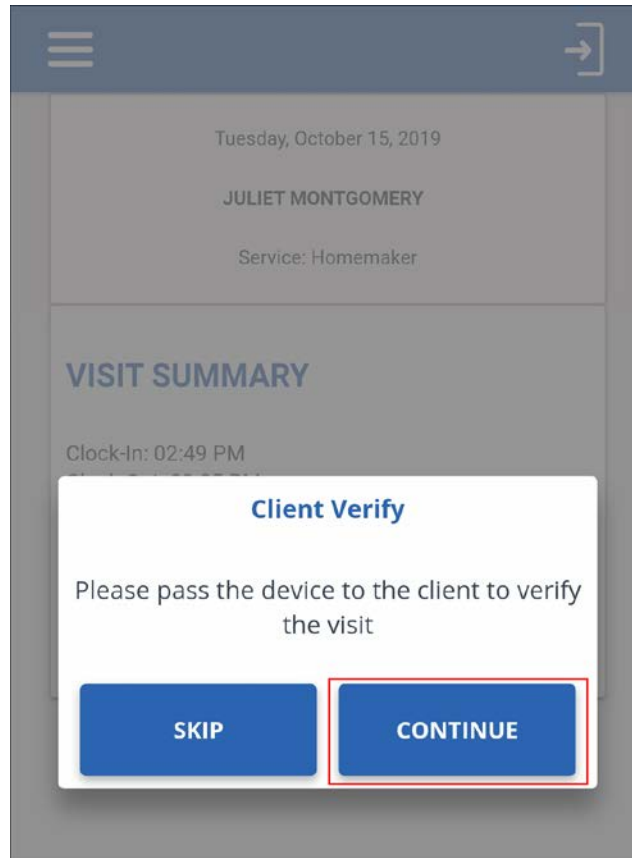 Tuesday, October 15, 2019
JULIET MONTGOMERY
Service: Homemaker
VISIT SUMMARY
Clock-In: 02:49 PM
Client Verify
Please pass the device to the client to verify
the visit
SKIP
CONTINUE